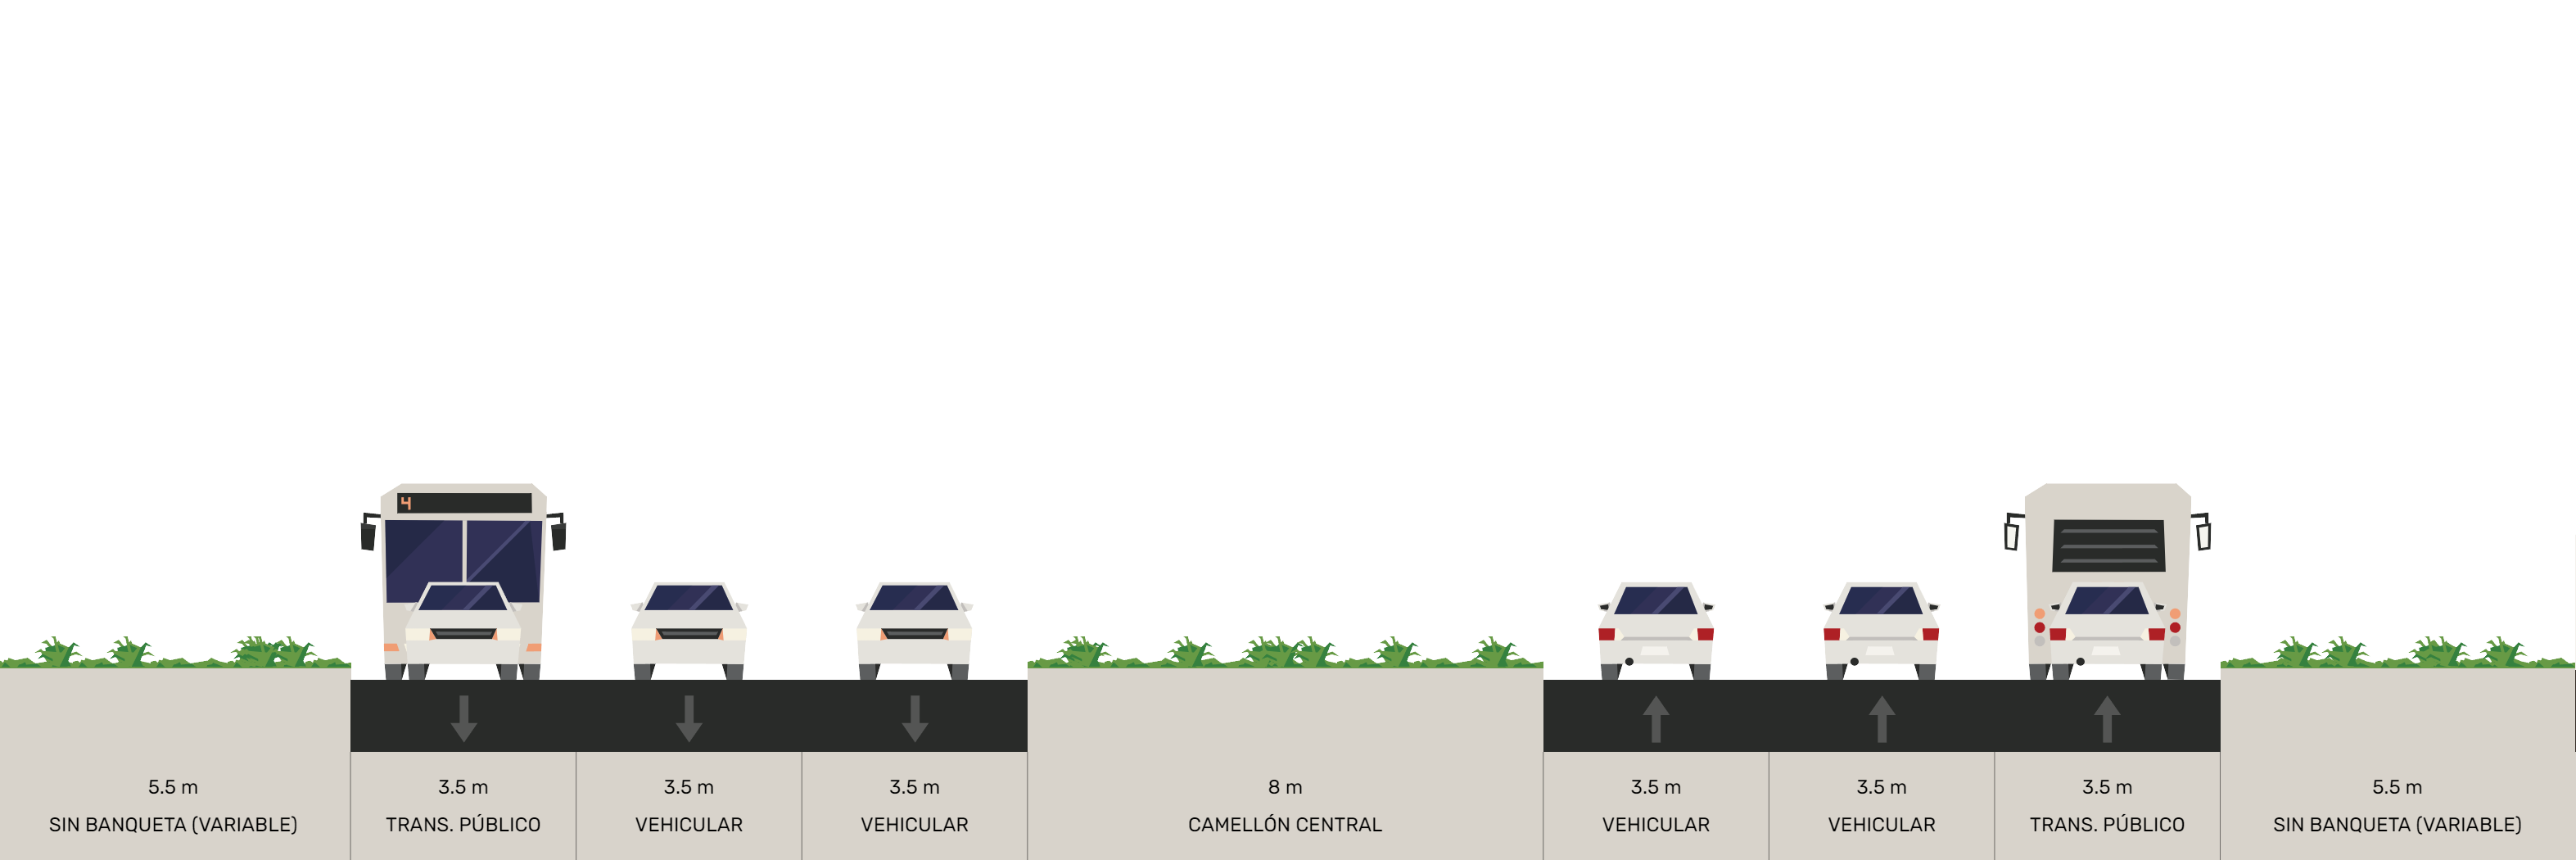 4
5.5 m
SIN BANQUETA (VARIABLE)
3.5 m
TRANS. PÚBLICO
3.5 m
VEHICULAR
3.5 m
VEHICULAR
8 m
CAMELLÓN CENTRAL
3.5 m
VEHICULAR
3.5 m
VEHICULAR
3.5 m
TRANS. PÚBLICO
5.5 m
SIN BANQUETA (VARIABLE)